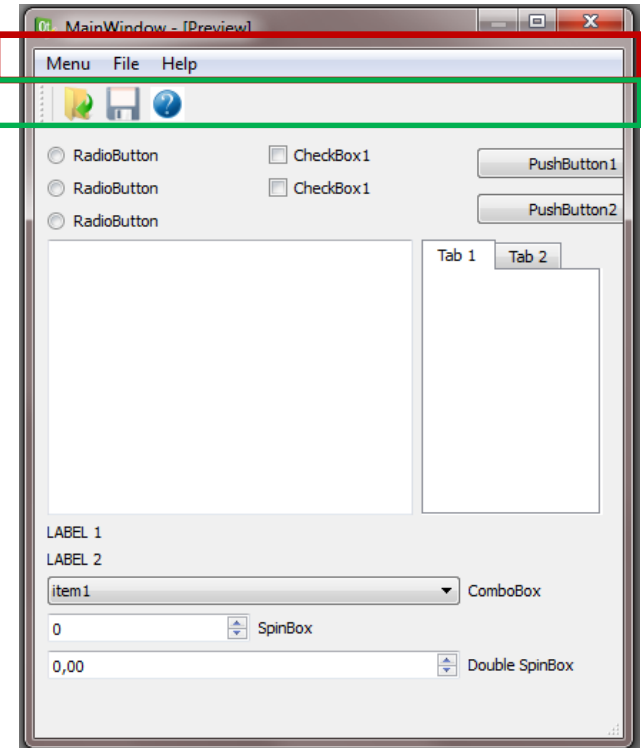 Qt MainWindow - [Preview]
Menu File Help
RadioButton CheckBox1 PushButton1
RadioButton CheckBox1 PushButton2
RadioButton
Tab 1 Tab 2
LABEL 1
LABEL 2
item1 ComboBox
0 SpinBox
0,00 Double SpinBox